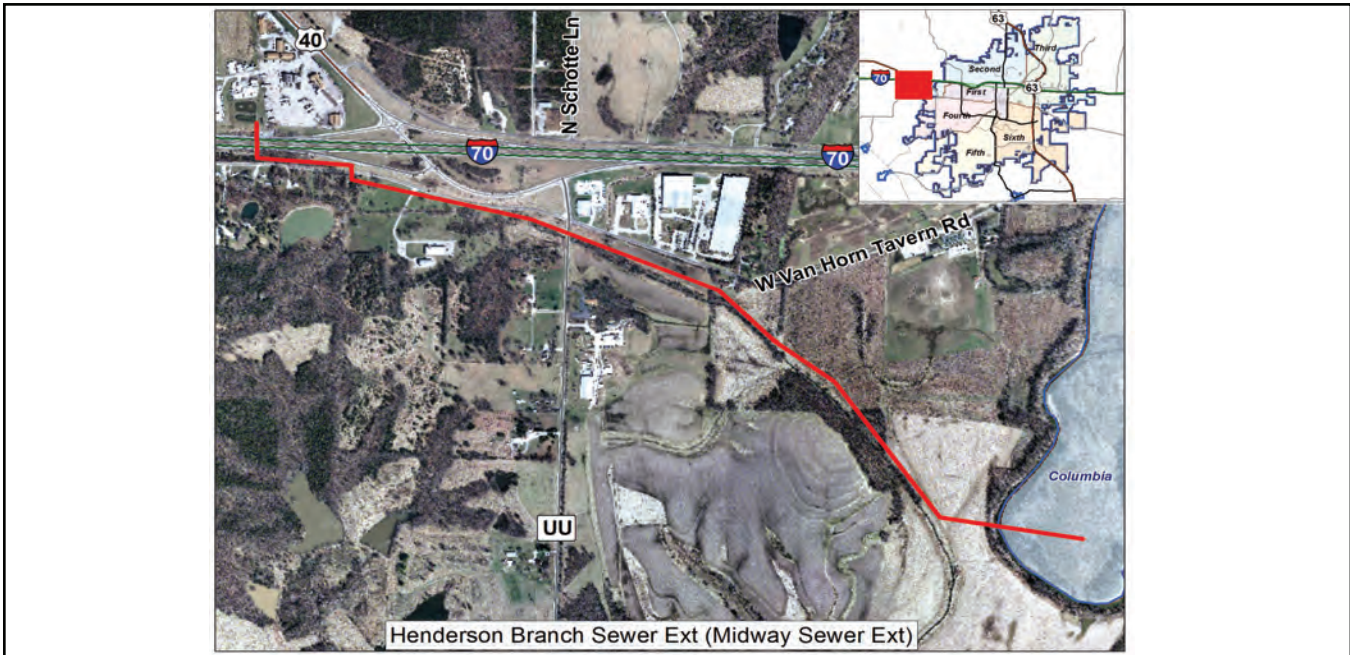 40
N Schotte Ln
70
70
W Van Horn Tavern Rd
UU
Columbia
63
Third
Second
70
First
63
Fourth
Sixth
Fifth
Henderson Branch Sewer Ext (Midway Sewer Ext)